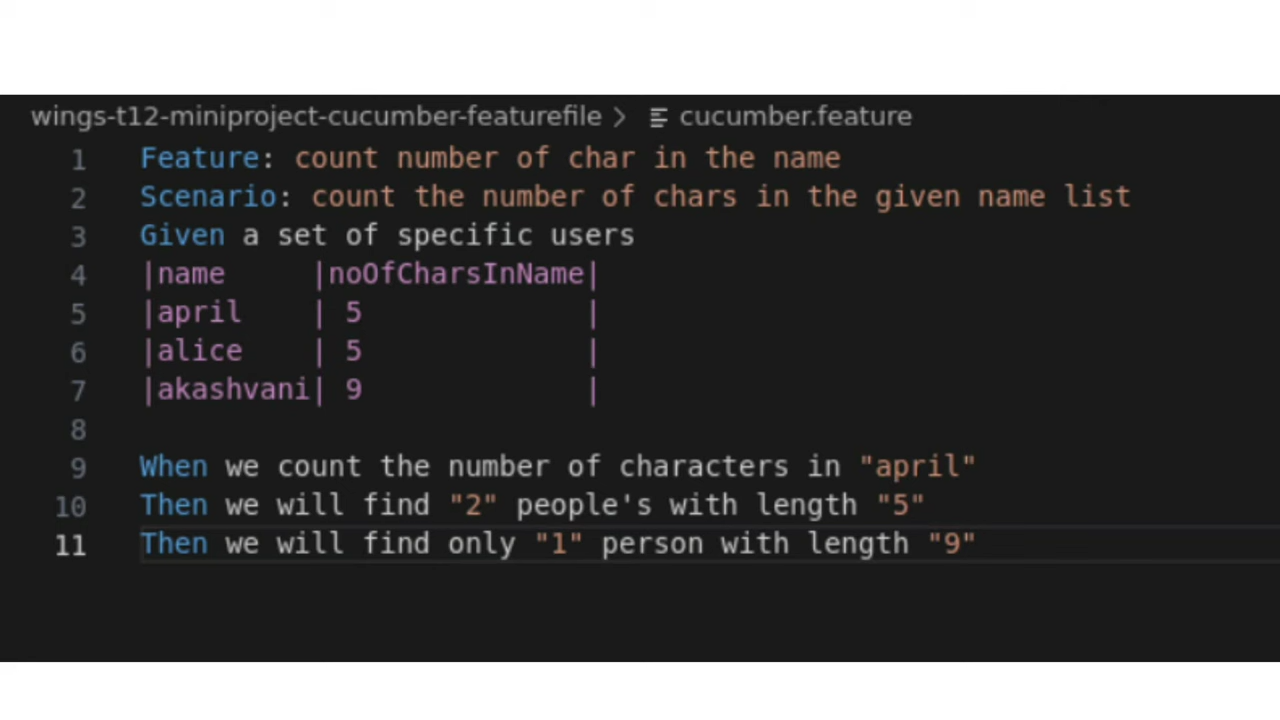 wings-t12-miniproject-cucumber-featurefile > cucumber.feature
1 Feature: count number of char in the name
2 Scenario: count the number of chars in the given name list
3 Given a set of specific users
4 |name     |noOfCharsInName|
5 |april    | 5             |
6 |alice    | 5             |
7 |akashvani| 9             |
8
9 When we count the number of characters in "april"
10 Then we will find "2" people's with length "5"
11 Then we will find only "1" person with length "9"